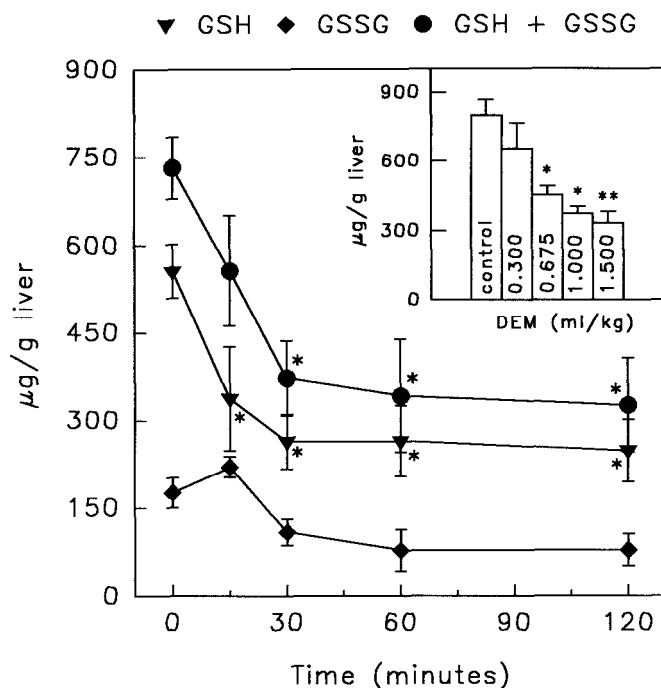 ▼ GSH ◆ GSSG ● GSH + GSSG
900
750
600
450
300
150
0
μg/g liver
0 30 60 90 120
Time (minutes)
* * * * * * *
900
600
300
0
μg/g liver
* * **
control 0.300 0.675 1.000 1.500
DEM (ml/kg)